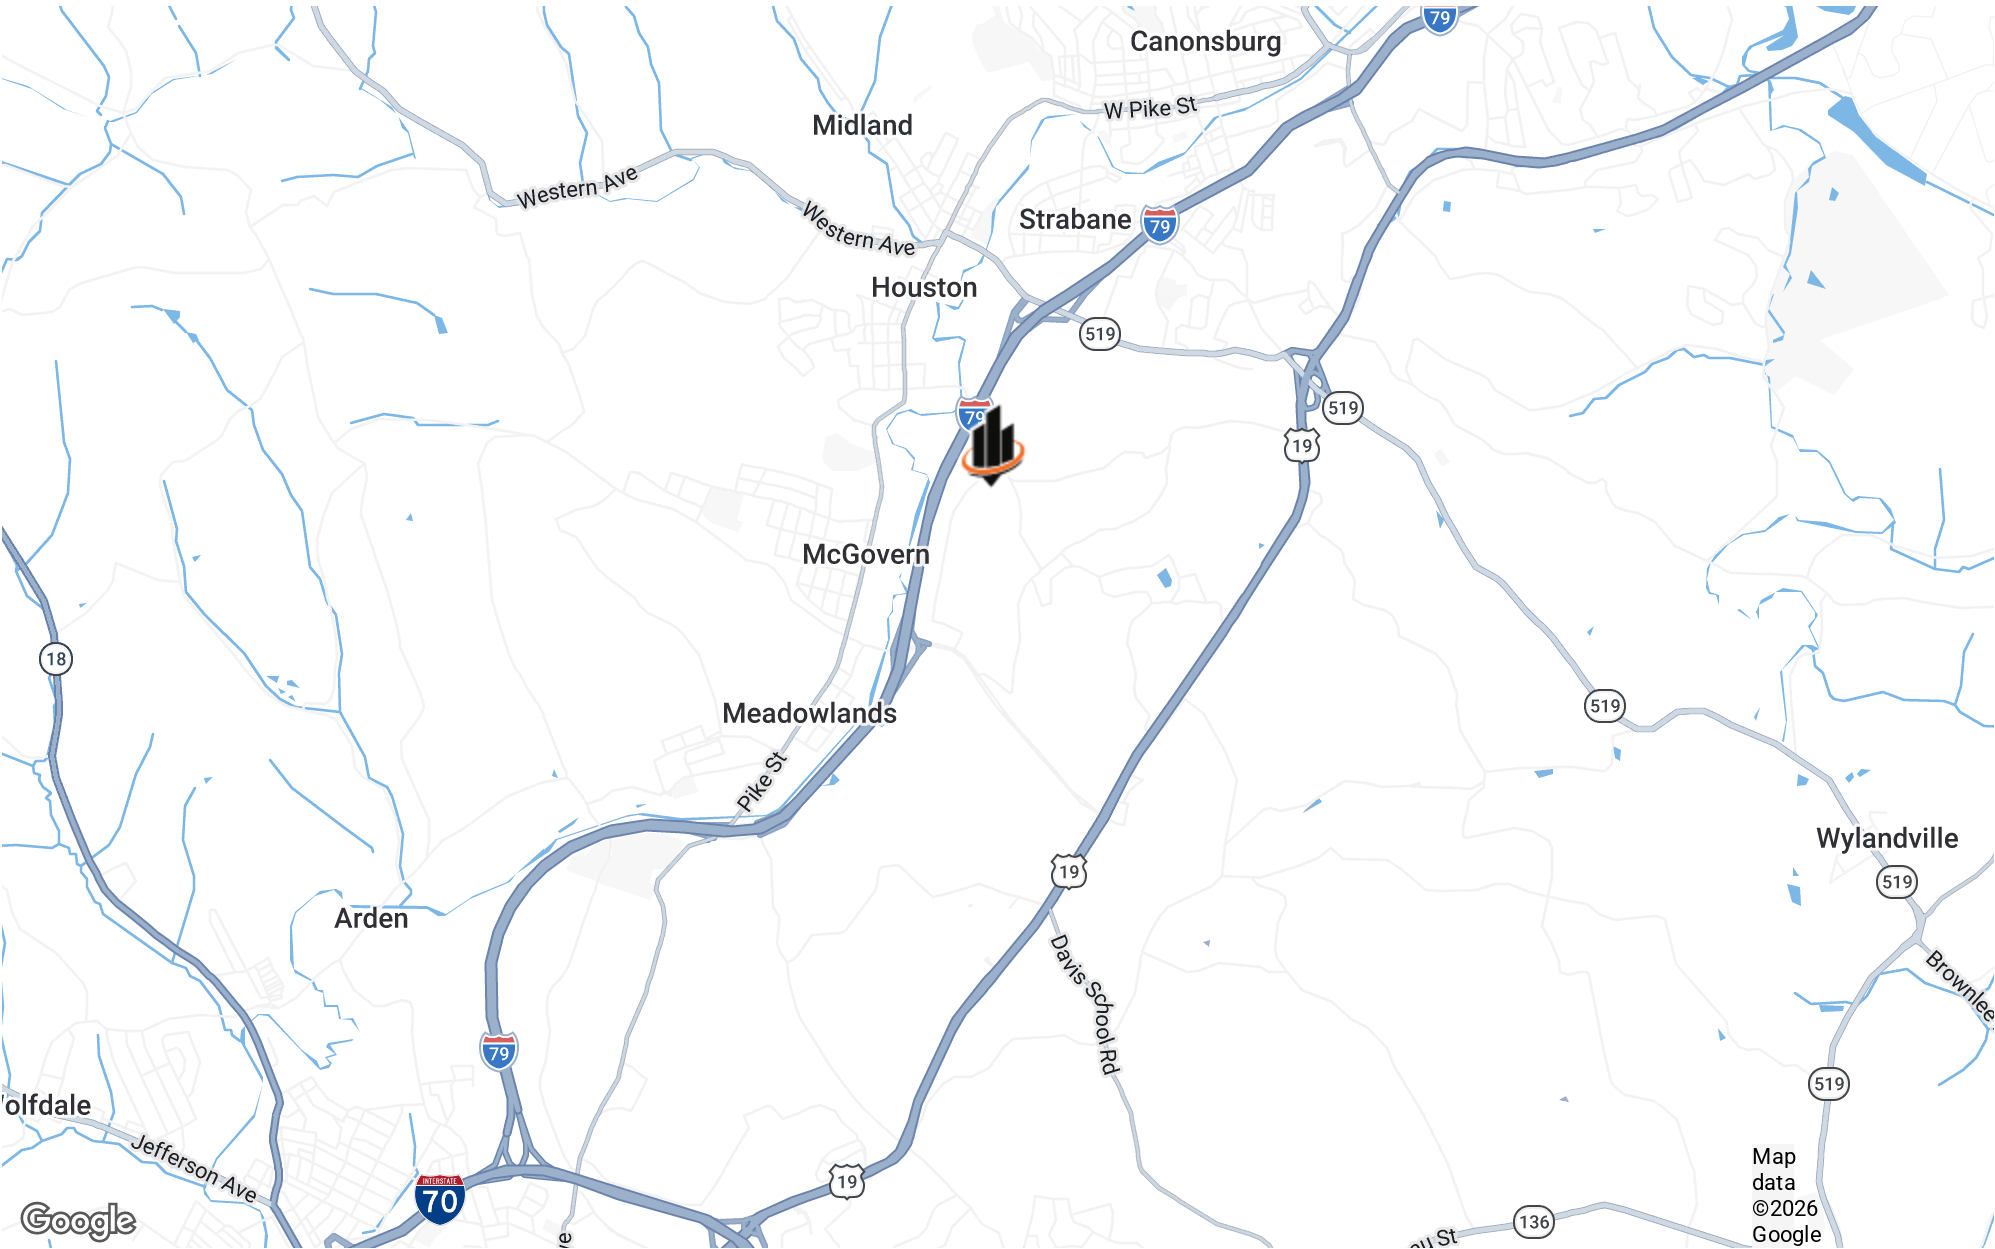 79
Canonsburg
W Pike St
Midland
Western Ave
Western Ave
Strabane
79
Houston
519
79
519
19
McGovern
18
519
Meadowlands
Pike St
Wylandville
19
519
Arden
Davis School Rd
Brownlee
79
519
olfdale
Jefferson Ave
INTERSTATE
70
19
136
Map
data
©2026
Google
Google